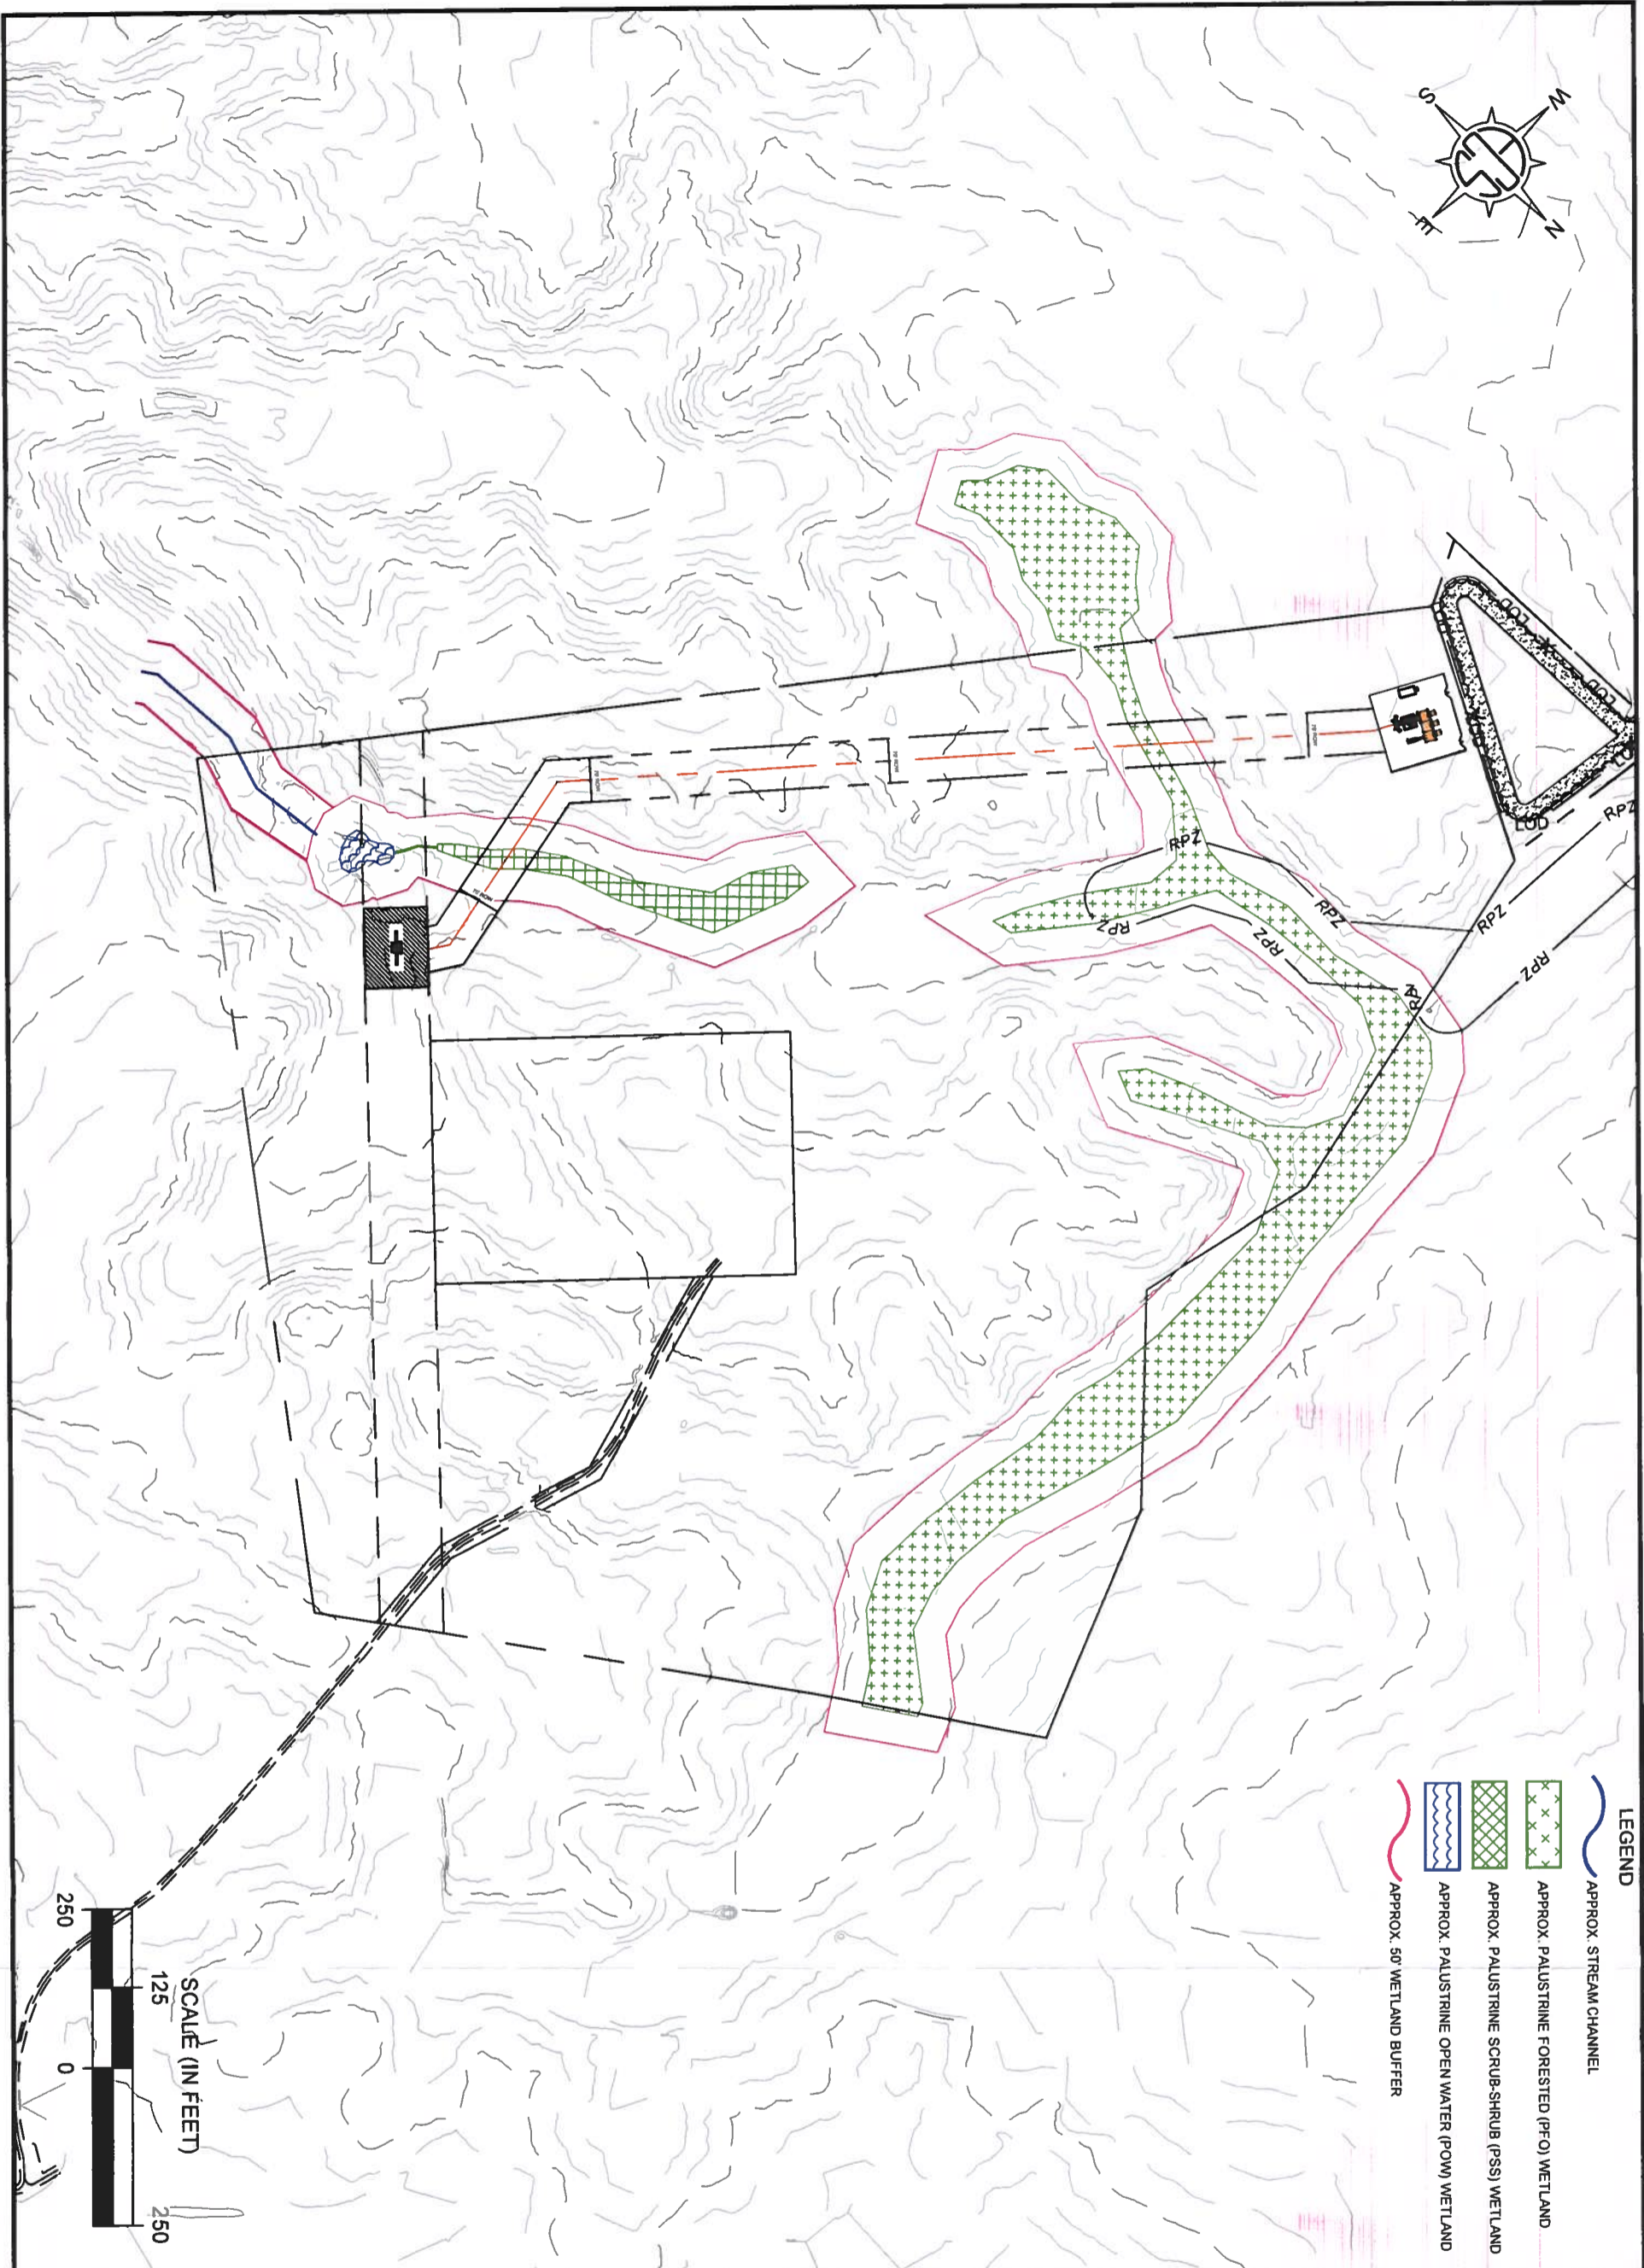 LEGEND
APPROX. STREAM CHANNEL
APPROX. PALUSTRINE FORESTED (PFO) WETLAND
APPROX. PALUSTRINE SCRUB-SHRUB (PSS) WETLAND
APPROX. PALUSTRINE OPEN WATER (POW) WETLAND
APPROX. 50' WETLAND BUFFER
N
E
S
W
LOD
LOD
LOD
RPZ
RPZ
RPZ
RPZ
RPZ
RPZ
RPZ
SCALE (IN FEET)
250
125
0
250